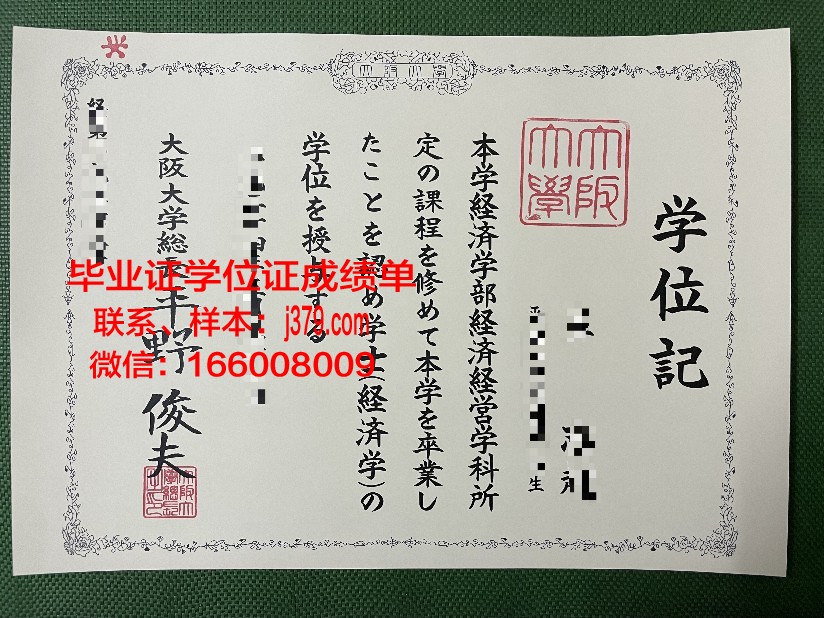 学位記
大阪大学
生
本学経済学部経済経営学科所
定の課程を修めて本学を卒業し
たことを認め学士(経済学)の
学位を授与する
大阪大学総長
平野俊夫
毕业证学位证成绩单
联系、样本：j379.com
微信：166008009